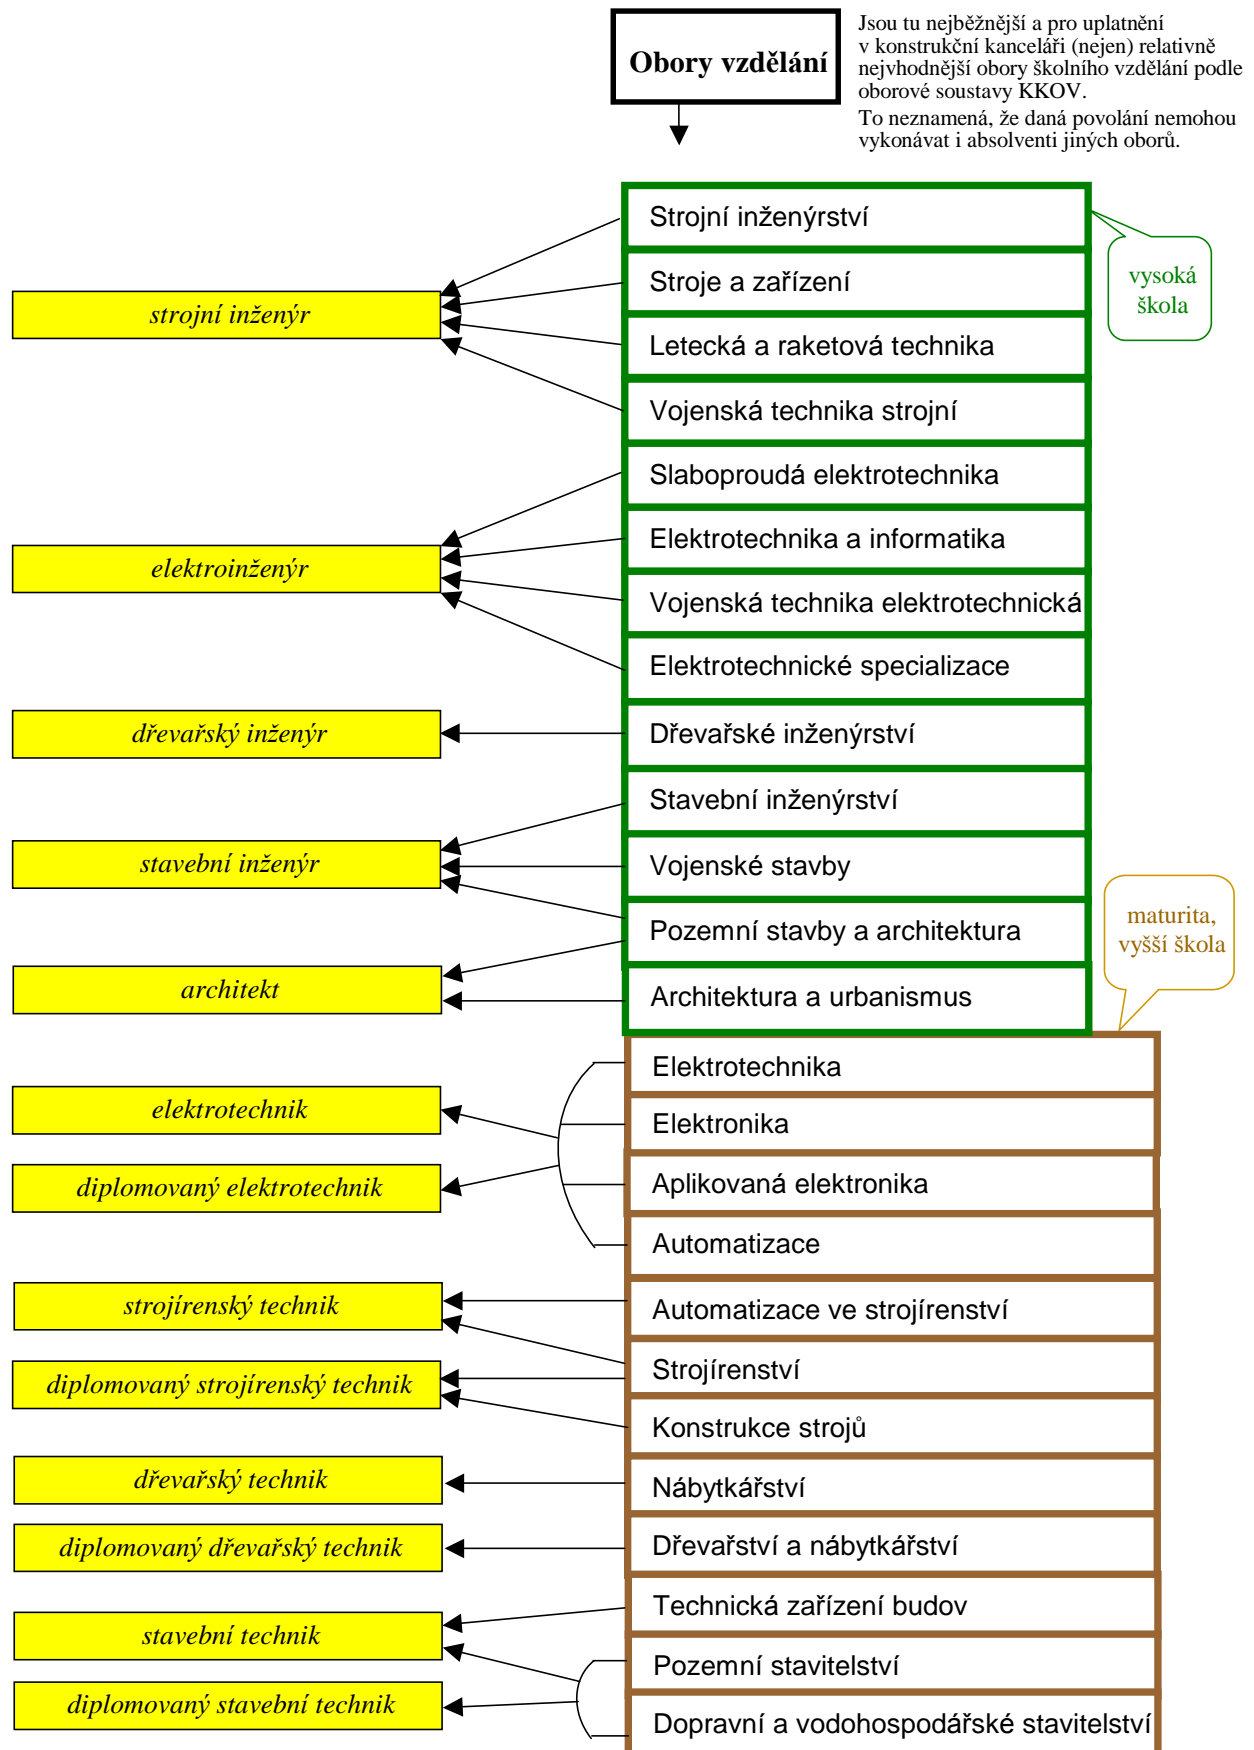 Obory vzdělání
Jsou tu nejběžnější a pro uplatnění
v konstrukční kanceláři (nejen) relativně
nejvhodnější obory školního vzdělání podle
oborové soustavy KKOV.
To neznamená, že daná povolání nemohou
vykonávat i absolventi jiných oborů.
Strojní inženýrství
vysoká
škola
Stroje a zařízení
strojní inženýr
Letecká a raketová technika
Vojenská technika strojní
Slaboproudá elektrotechnika
Elektrotechnika a informatika
elektroinženýr
Vojenská technika elektrotechnická
Elektrotechnické specializace
dřevařský inženýr
Dřevařské inženýrství
Stavební inženýrství
stavební inženýr
Vojenské stavby
maturita,
vyšší škola
Pozemní stavby a architektura
architekt
Architektura a urbanismus
Elektrotechnika
elektrotechnik
Elektronika
diplomovaný elektrotechnik
Aplikovaná elektronika
Automatizace
strojírenský technik
Automatizace ve strojírenství
Strojírenství
diplomovaný strojírenský technik
Konstrukce strojů
dřevařský technik
Nábytkářství
diplomovaný dřevařský technik
Dřevařství a nábytkářství
Technická zařízení budov
stavební technik
Pozemní stavitelství
diplomovaný stavební technik
Dopravní a vodohospodářské stavitelství